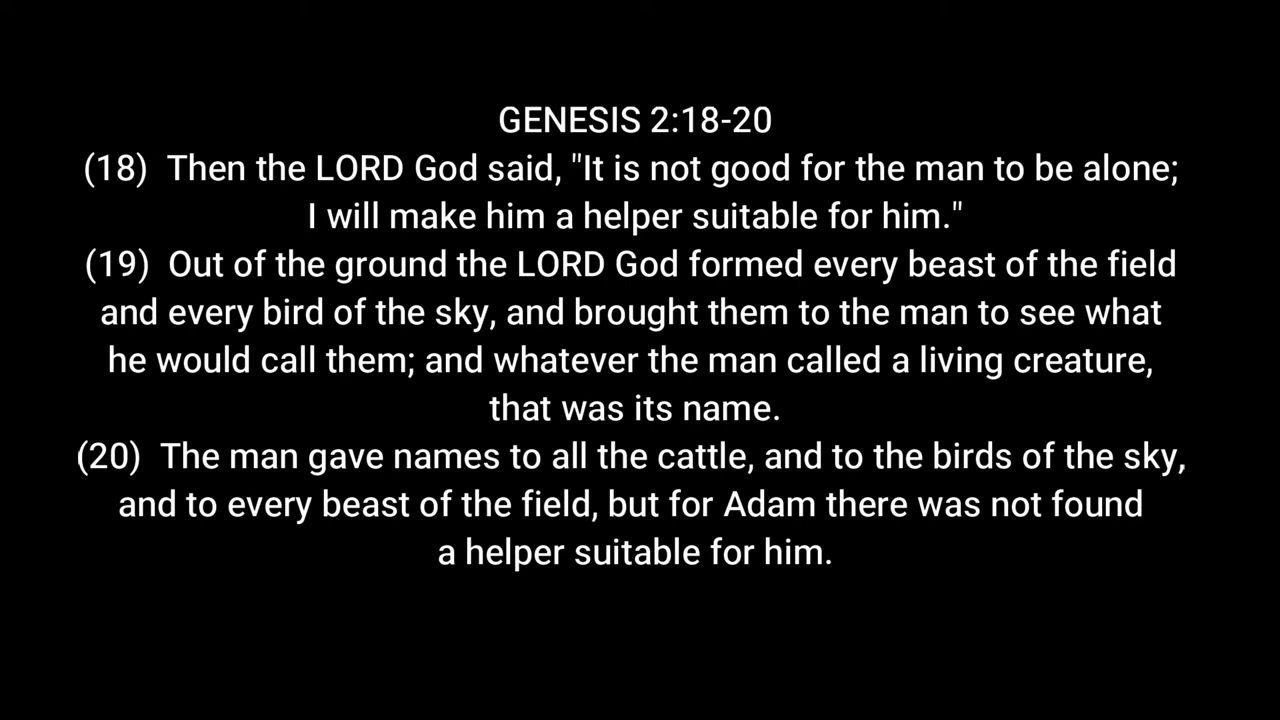 GENESIS 2:18-20
(18) Then the LORD God said, "It is not good for the man to be alone;
I will make him a helper suitable for him."
(19) Out of the ground the LORD God formed every beast of the field
and every bird of the sky, and brought them to the man to see what
he would call them; and whatever the man called a living creature,
that was its name.
(20) The man gave names to all the cattle, and to the birds of the sky,
and to every beast of the field, but for Adam there was not found
a helper suitable for him.